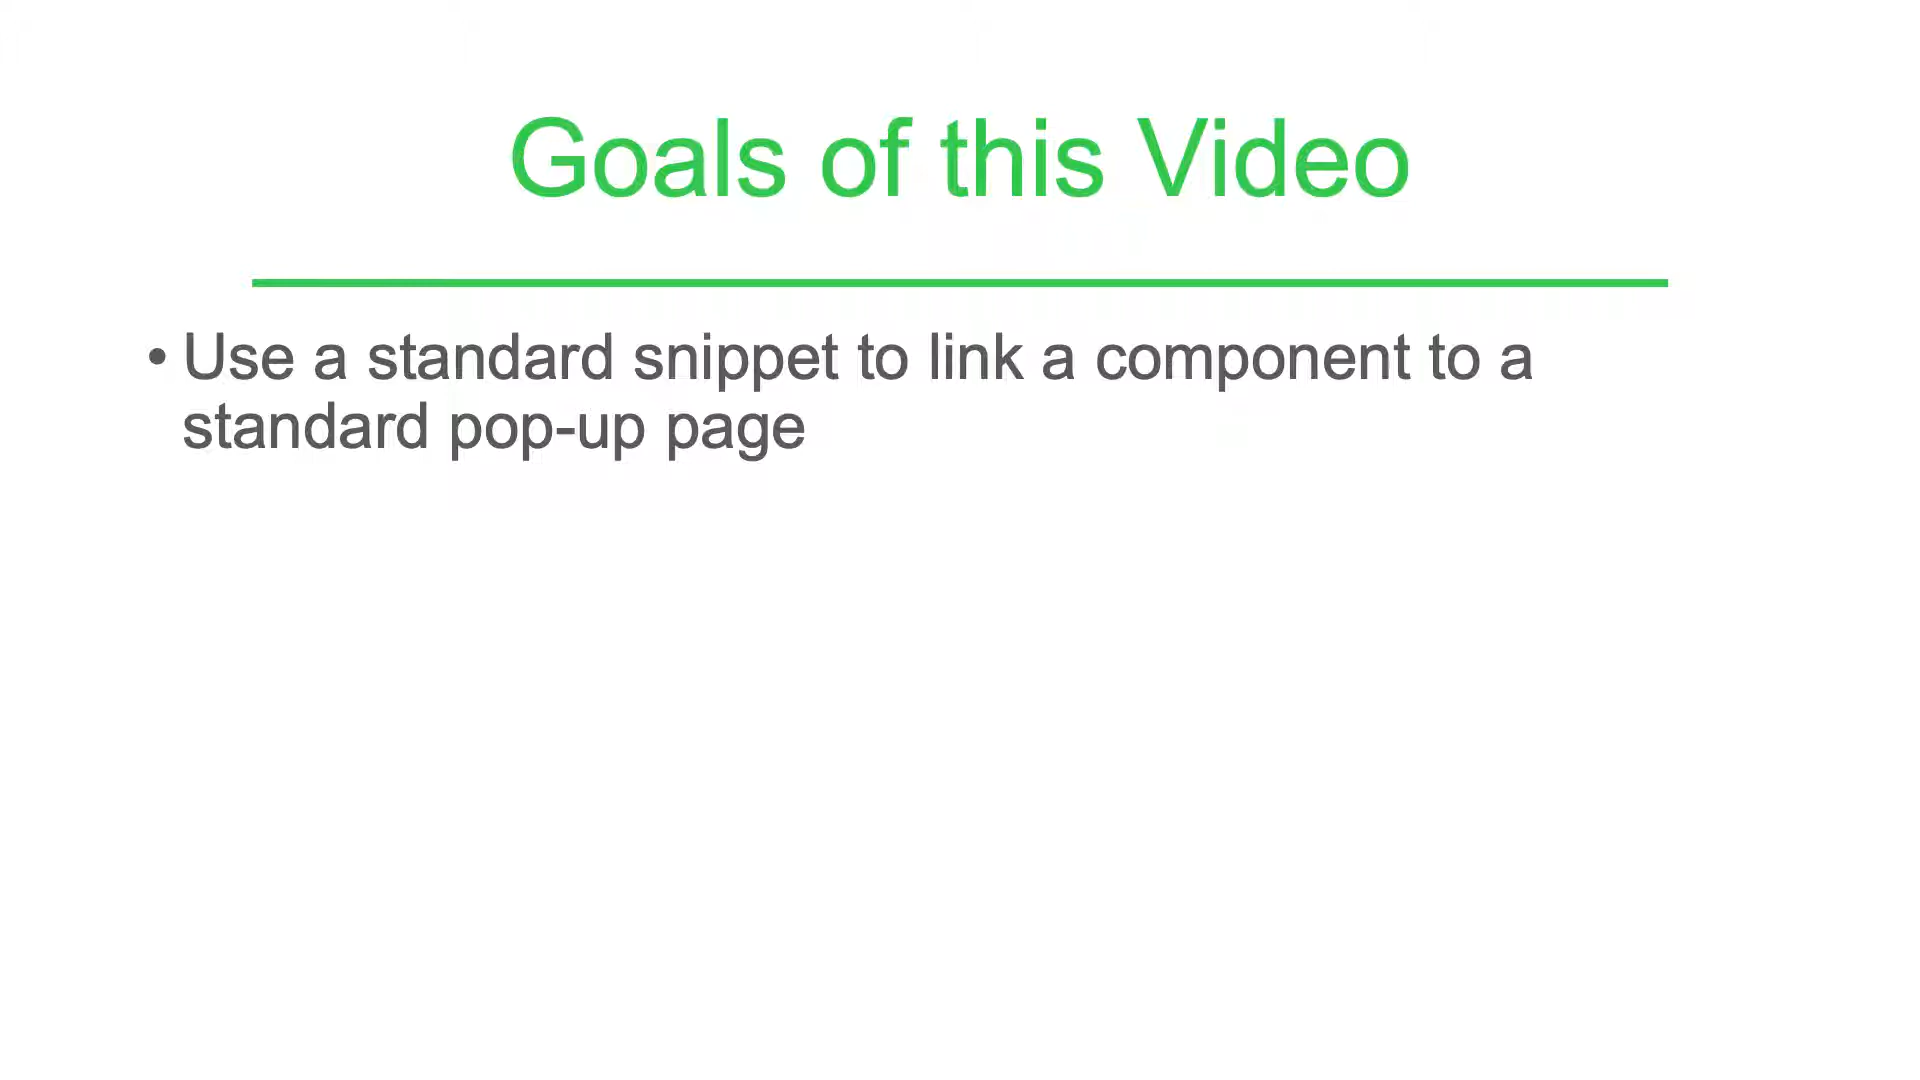 Goals of this Video
• Use a standard snippet to link a component to a
standard pop-up page